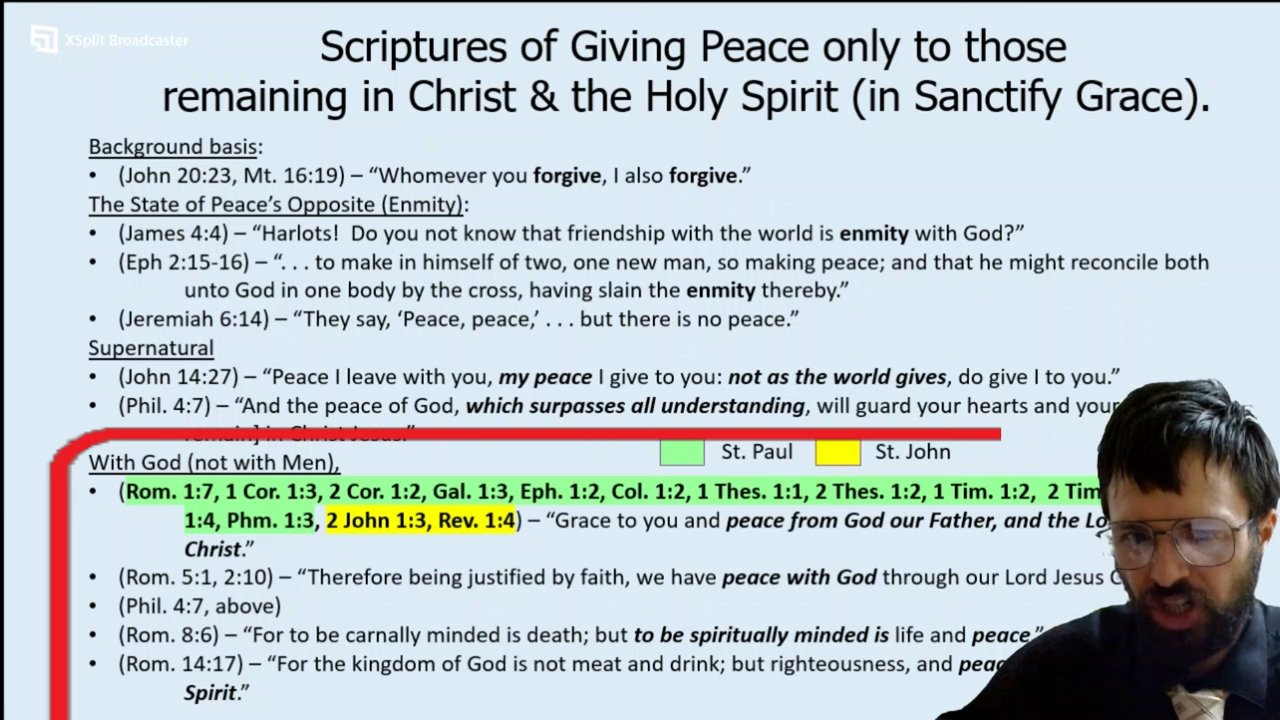 XSplit Broadcaster
Scriptures of Giving Peace only to those
remaining in Christ & the Holy Spirit (in Sanctify Grace).
Background basis:
• (John 20:23, Mt. 16:19) – “Whomever you forgive, I also forgive.”
The State of Peace’s Opposite (Enmity):
• (James 4:4) – “Harlots! Do you not know that friendship with the world is enmity with God?”
• (Eph 2:15-16) – “. . . to make in himself of two, one new man, so making peace; and that he might reconcile both
unto God in one body by the cross, having slain the enmity thereby.”
• (Jeremiah 6:14) – “They say, ‘Peace, peace,’ . . . but there is no peace.”
Supernatural
• (John 14:27) – “Peace I leave with you, my peace I give to you: not as the world gives, do give I to you.”
• (Phil. 4:7) – “And the peace of God, which surpasses all understanding, will guard your hearts and your
remain] in Christ Jesus.”
St. Paul St. John
With God (not with Men),
• (Rom. 1:7, 1 Cor. 1:3, 2 Cor. 1:2, Gal. 1:3, Eph. 1:2, Col. 1:2, 1 Thes. 1:1, 2 Thes. 1:2, 1 Tim. 1:2, 2 Tim
1:4, Phm. 1:3, 2 John 1:3, Rev. 1:4) – “Grace to you and peace from God our Father, and the
Christ.”
• (Rom. 5:1, 2:10) – “Therefore being justified by faith, we have peace with God through our Lord Jesus
• (Phil. 4:7, above)
• (Rom. 8:6) – “For to be carnally minded is death; but to be spiritually minded is life and peace.”
• (Rom. 14:17) – “For the kingdom of God is not meat and drink; but righteousness, and
Spirit.”